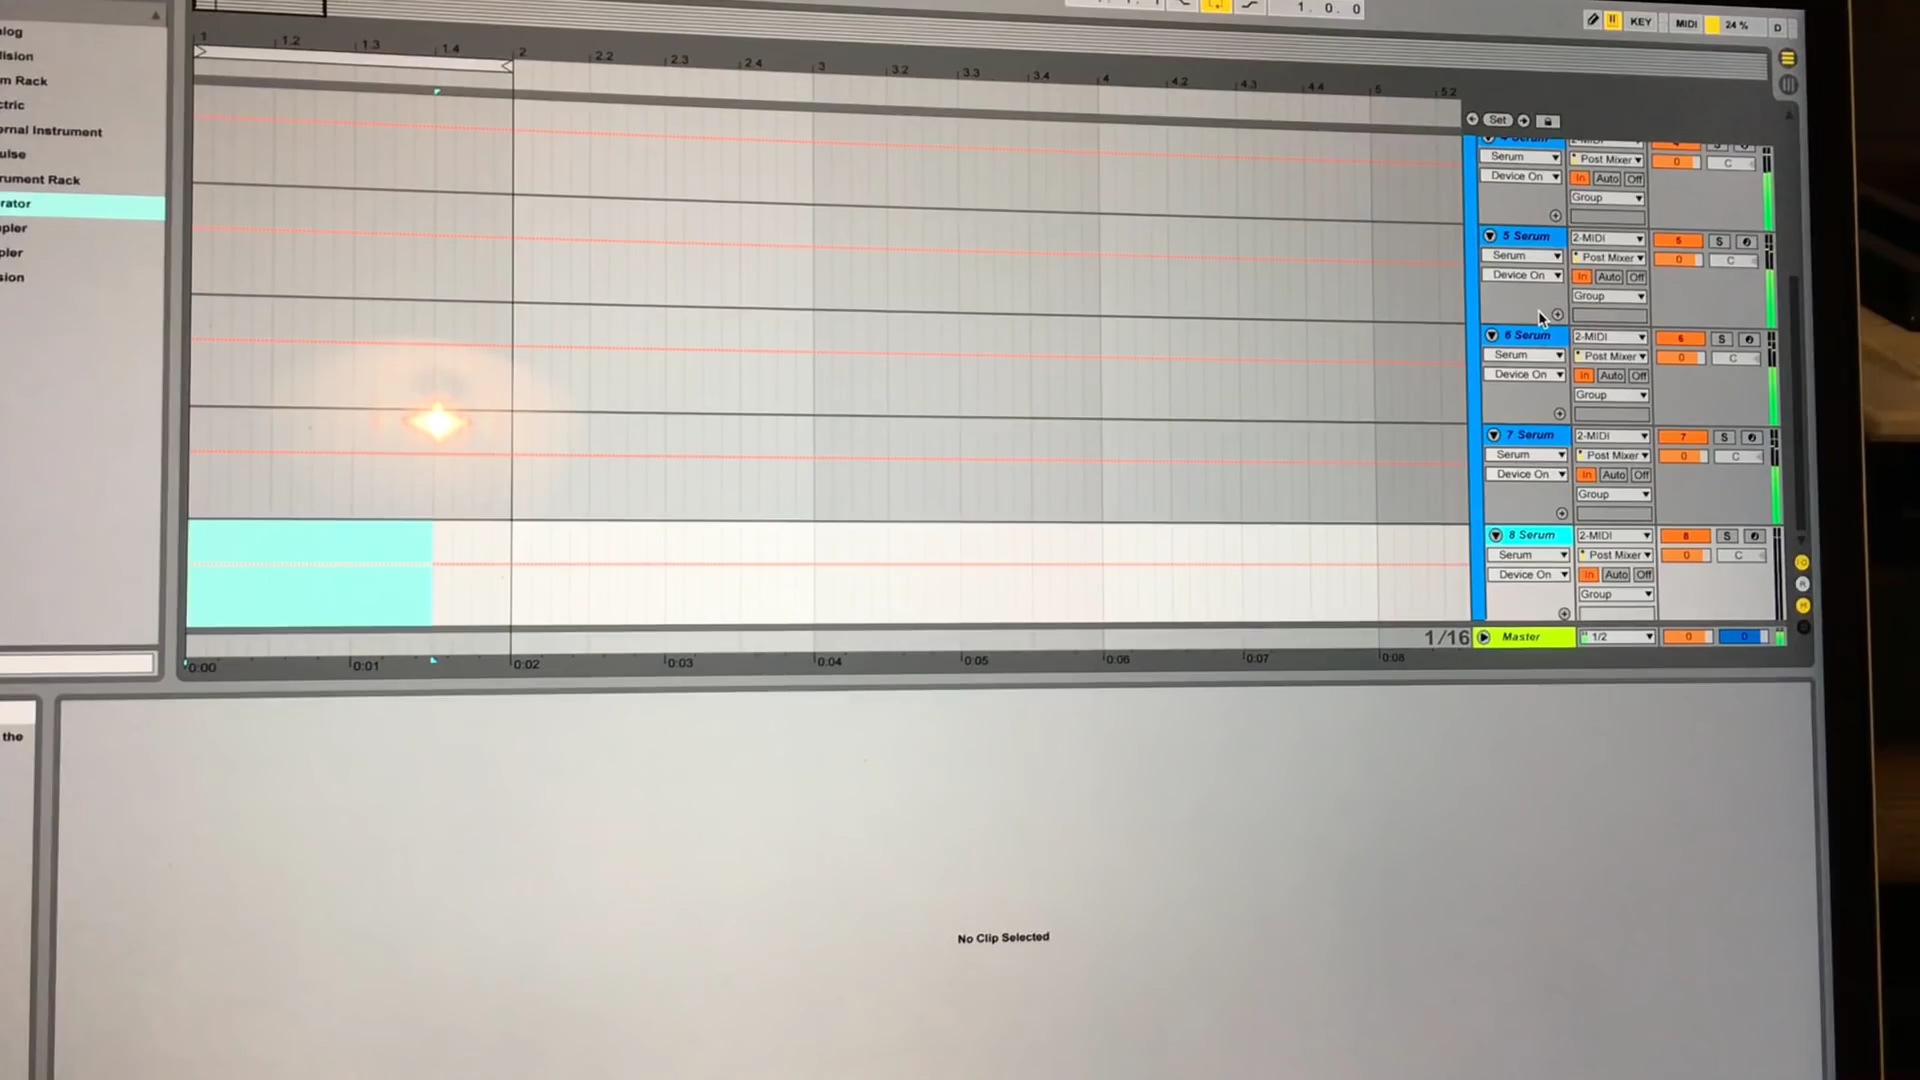 1. 0. 0
KEY
MIDI
24 %
D
1
1.2
1.3
1.4
2
2.2
2.3
2.4
3
3.2
3.3
3.4
4
4.2
4.3
4.4
5
5.2
Set
Serum
Post Mixer
0
C
Device On
In Auto Off
Group
5 Serum
2-MIDI
5
S
Serum
Post Mixer
0
C
Device On
In Auto Off
Group
6 Serum
2-MIDI
6
S
Serum
Post Mixer
0
C
Device On
In Auto Off
Group
7 Serum
2-MIDI
7
S
Serum
Post Mixer
0
C
Device On
In Auto Off
Group
8 Serum
2-MIDI
8
S
Serum
Post Mixer
0
C
Device On
In Auto Off
Group
1/16
Master
1/2
0
0
0:00
0:01
0:02
0:03
0:04
0:05
0:06
0:07
0:08
m Rack
ctric
ernal Instrument
ulse
rument Rack
rator
pler
pler
sion
the
No Clip Selected